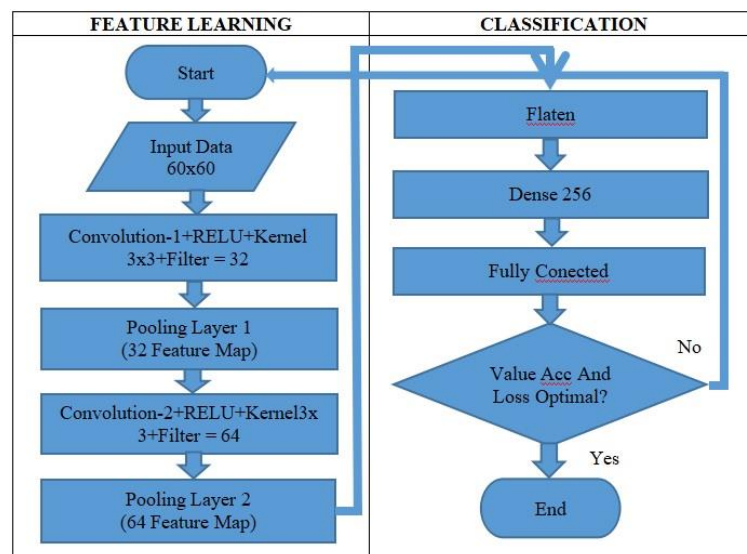 FEATURE LEARNING
Start
Input Data
60x60
Convolution-1+RELU+Kernel
3x3+Filter = 32
Pooling Layer 1
(32 Feature Map)
Convolution-2+RELU+Kernel3x
3+Filter = 64
Pooling Layer 2
(64 Feature Map)
CLASSIFICATION
Flaten
Dense 256
Fully Conected
Value Acc And
Loss Optimal?
No
Yes
End